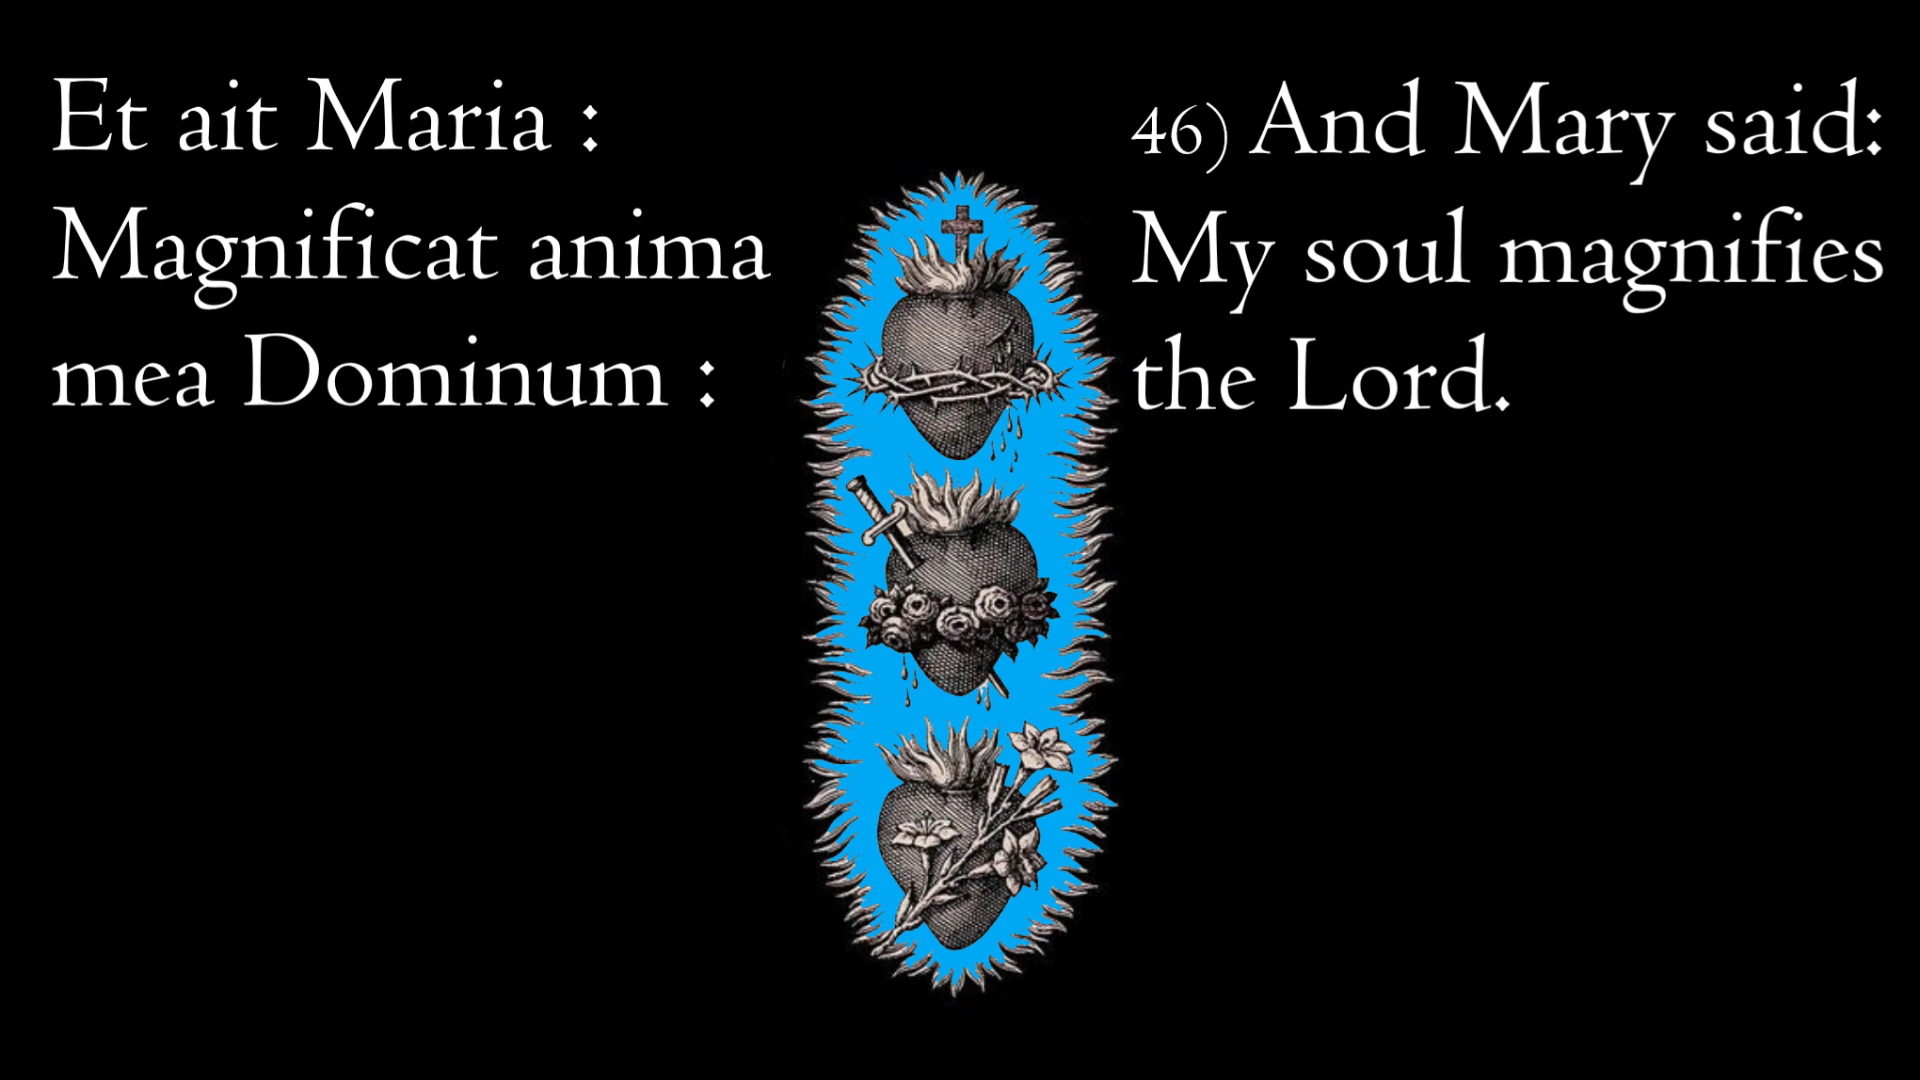 Et ait Maria :
Magnificat anima
mea Dominum :
46) And Mary said:
My soul magnifies
the Lord.